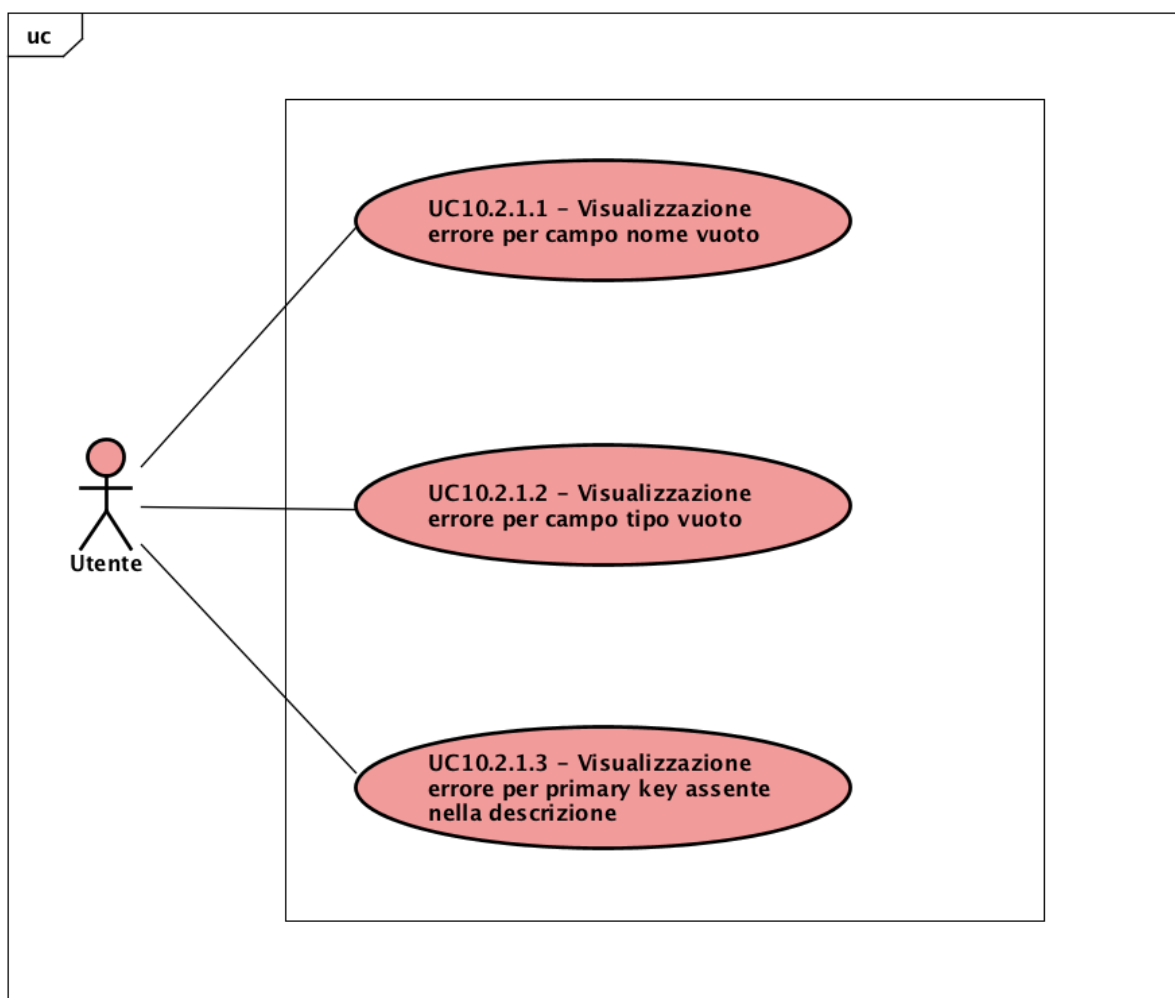 uc
UC10.2.1.1 – Visualizzazione
errore per campo nome vuoto
UC10.2.1.2 – Visualizzazione
errore per campo tipo vuoto
Utente
UC10.2.1.3 – Visualizzazione
errore per primary key assente
nella descrizione